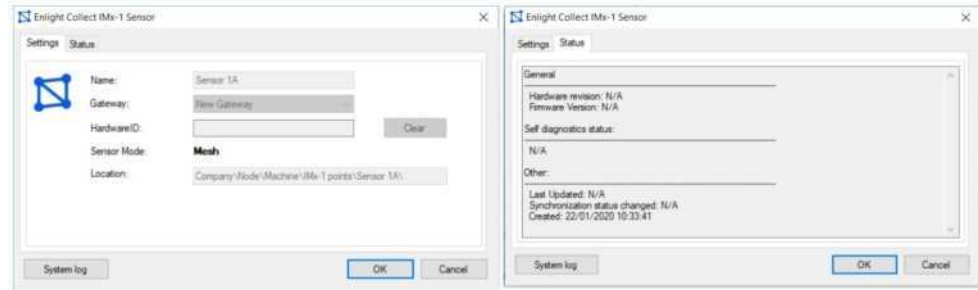 Enlight Collect IMx-1 Sensor
Settings Status
Name: Sensor 1A
Gateway: New Gateway
HardwareID: Clear
Sensor Mode: Mesh
Location: Company\Node\Machine\IMx-1 points\Sensor 1A\
System log OK Cancel
Enlight Collect IMx-1 Sensor
Settings Status
General
Hardware revision: N/A
Firmware Version: N/A
Self diagnostics status:
N/A
Other:
Last Updated: N/A
Synchronization status changed: N/A
Created: 22/01/2020 10:33:41
System log OK Cancel